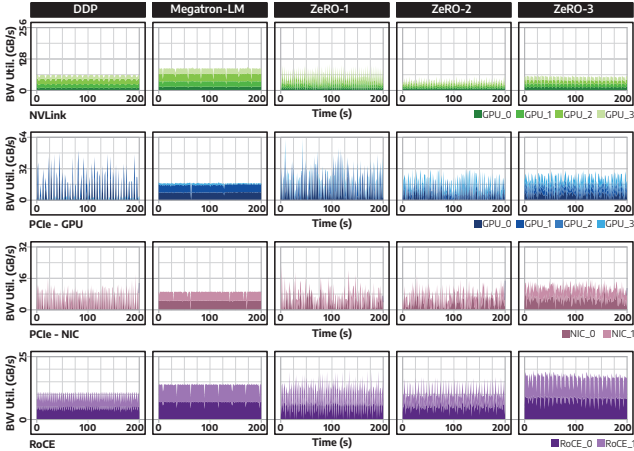 DDP Megatron-LM ZeRO-1 ZeRO-2 ZeRO-3
BW Util. (GB/s)
256
128
0
0 100 200 0 100 200 0 100 200 0 100 200 0 100 200
NVLink Time (s) GPU_0 GPU_1 GPU_2 GPU_3
BW Util. (GB/s)
64
32
0
0 100 200 0 100 200 0 100 200 0 100 200 0 100 200
PCIe - GPU Time (s) GPU_0 GPU_1 GPU_2 GPU_3
BW Util. (GB/s)
32
16
0
0 100 200 0 100 200 0 100 200 0 100 200 0 100 200
PCIe - NIC Time (s) NIC_0 NIC_1
BW Util. (GB/s)
25
0
0 100 200 0 100 200 0 100 200 0 100 200 0 100 200
RoCE Time (s) RoCE_0 RoCE_1